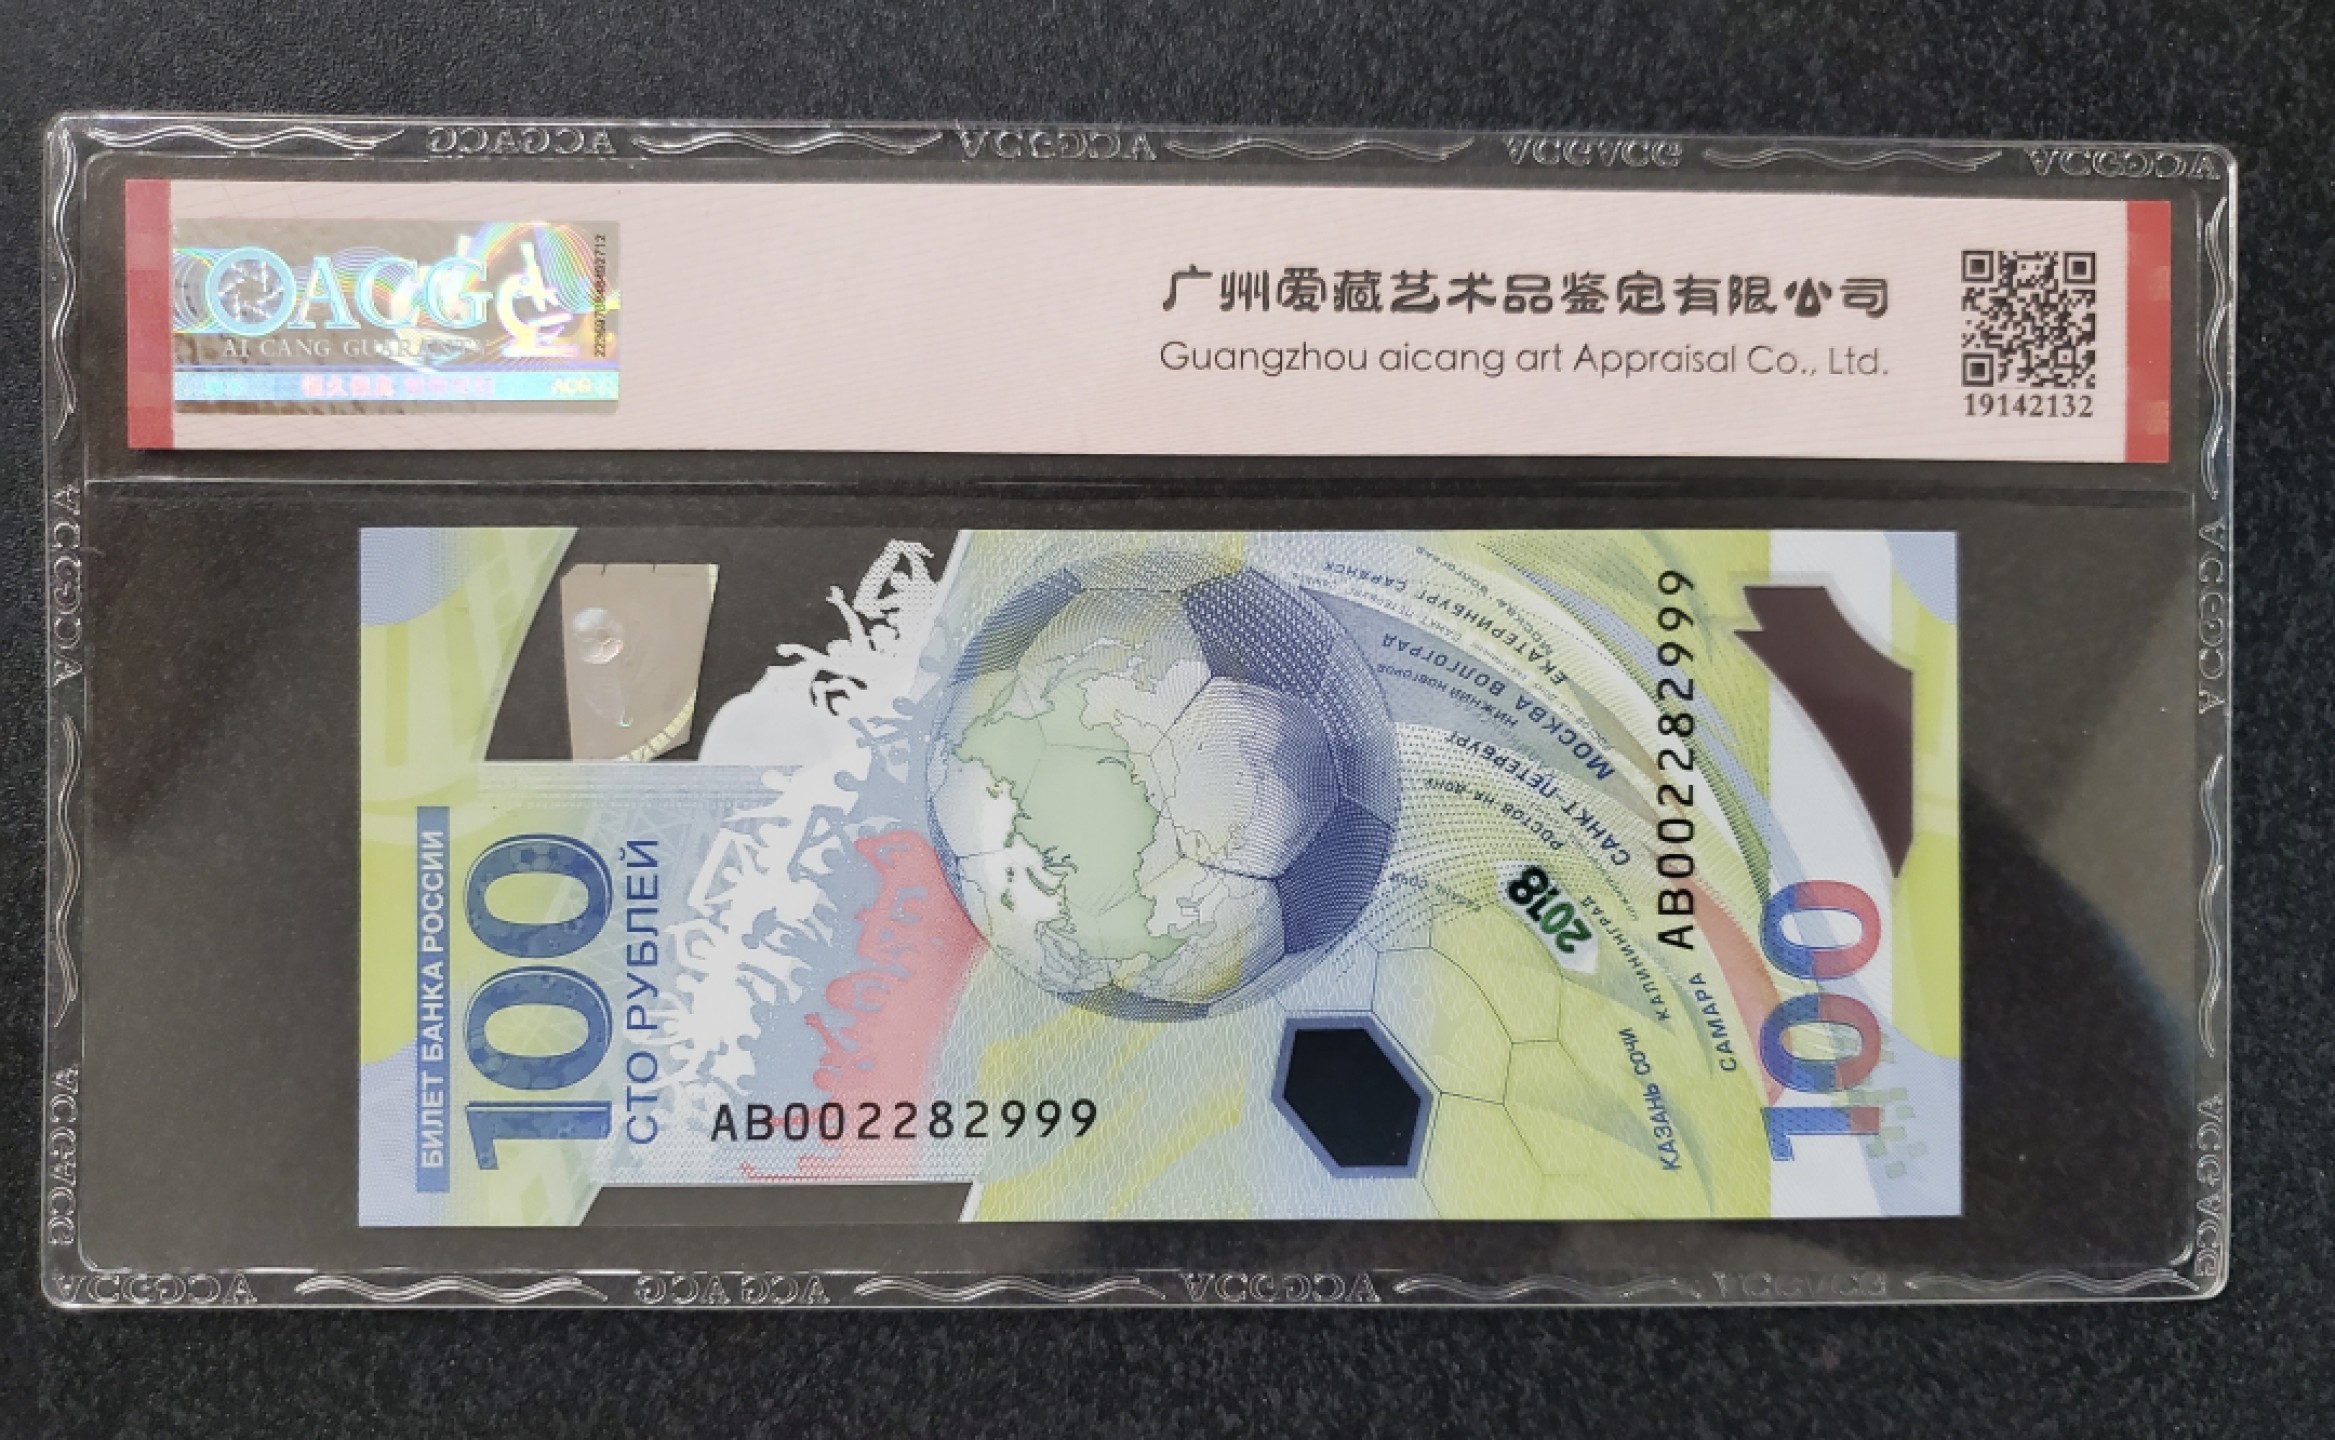 ACG
AI CANG GUARANTY
ACG
广州爱藏艺术品鉴定有限公司
Guangzhou aicang art Appraisal Co., Ltd.
19142132
БИЛЕТ БАНКА РОССИИ
100
СТО РУБЛЕЙ
AB002282999
ЕКАТЕРИНБУРГ САРАНСК
МОСКВА ВОЛГОГРАД
НИЖНИЙ НОВГОРОД
САНКТ-ПЕТЕРБУРГ
РОСТОВ-НА-ДОНУ
2018
КАЛИНИНГРАД
САМАРА
КАЗАНЬ СОЧИ
AB002282999
100